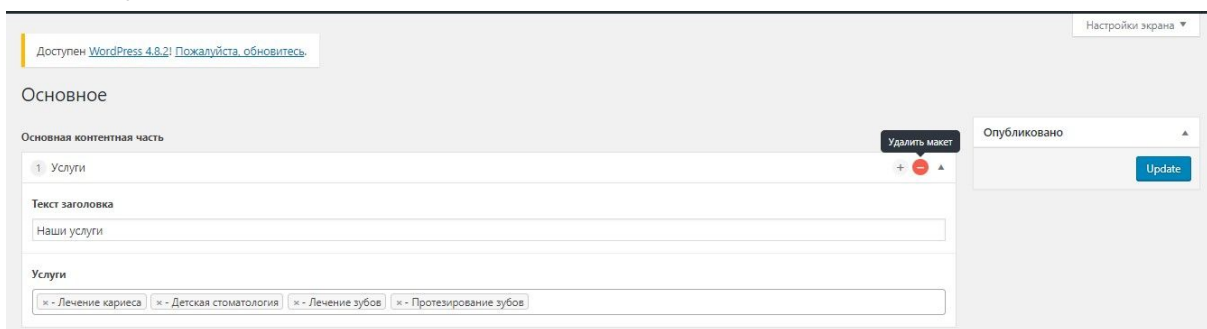 Настройки экрана ▼
Доступен WordPress 4.8.2! Пожалуйста, обновитесь.
Основное
Основная контентная часть
Удалить макет
Опубликовано
1 Услуги
Update
Текст заголовка
Наши услуги
Услуги
× - Лечение кариеса × - Детская стоматология × - Лечение зубов × - Протезирование зубов